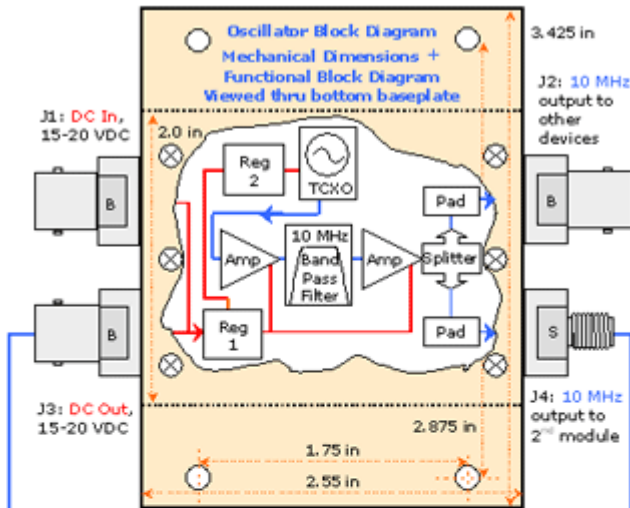 Oscillator Block Diagram
Mechanical Dimensions +
Functional Block Diagram
Viewed thru bottom baseplate
3.425 in
J1: DC In,
15-20 VDC
J2: 10 MHz
output to
other
devices
2.0 in
Reg
2
TCXO
B
B
Pad
Amp
10 MHz
Band
Pass
Filter
Amp
Splitter
B
S
Reg
1
Pad
J3: DC Out,
15-20 VDC
J4: 10 MHz
output to
2nd module
2.875 in
1.75 in
2.55 in